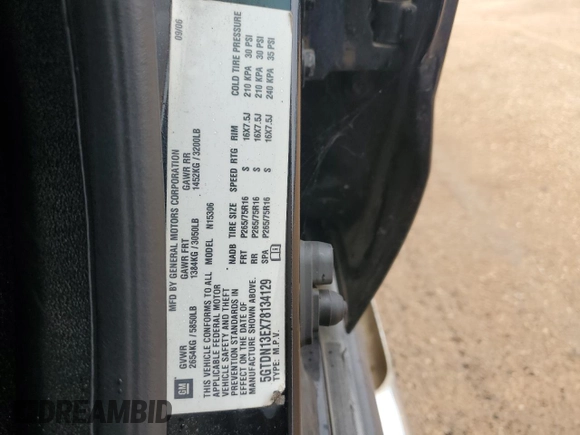 GM
MFD BY GENERAL MOTORS CORPORATION
09/06
GVWR GAWR FRT GAWR RR
2654KG / 5850LB 1384KG / 3050LB 1452KG / 3200LB
THIS VEHICLE CONFORMS TO ALL
APPLICABLE FEDERAL MOTOR
VEHICLE SAFETY AND THEFT
PREVENTION STANDARDS IN
EFFECT ON THE DATE OF
MANUFACTURE SHOWN ABOVE.
5GTDN13EX78134129
TYPE: M.P.V.
MODEL N15306
NADB TIRE SIZE SPEED RTG RIM COLD TIRE PRESSURE
FRT P265/75R16 S 16X7.5J 210 KPA 30 PSI
RR P265/75R16 S 16X7.5J 210 KPA 30 PSI
SPA P265/75R16 S 16X7.5J 240 KPA 35 PSI
DREAMBID